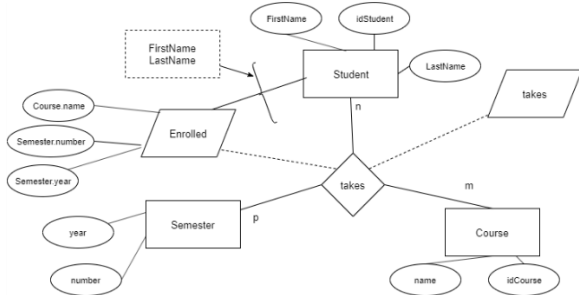 FirstName
idStudent
FirstName
LastName
Student
LastName
Course.name
takes
n
Enrolled
Semester.number
Semester.year
takes
m
p
year
Semester
Course
number
name
idCourse